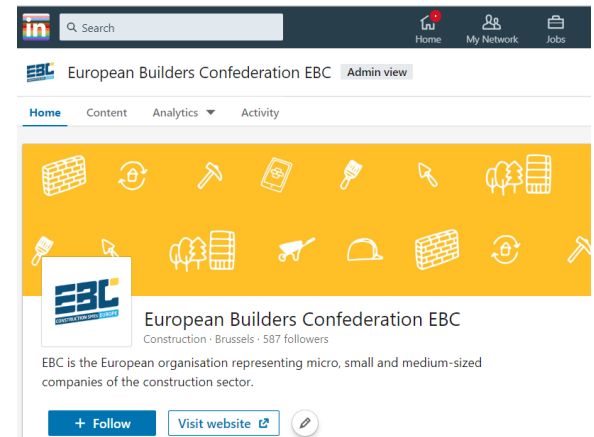 in
Search
Home
My Network
Jobs
EBC
European Builders Confederation EBC
Admin view
Home
Content
Analytics
Activity
EBC
CONSTRUCTION SMES EUROPE
European Builders Confederation EBC
Construction · Brussels · 587 followers
EBC is the European organisation representing micro, small and medium-sized
companies of the construction sector.
+ Follow
Visit website